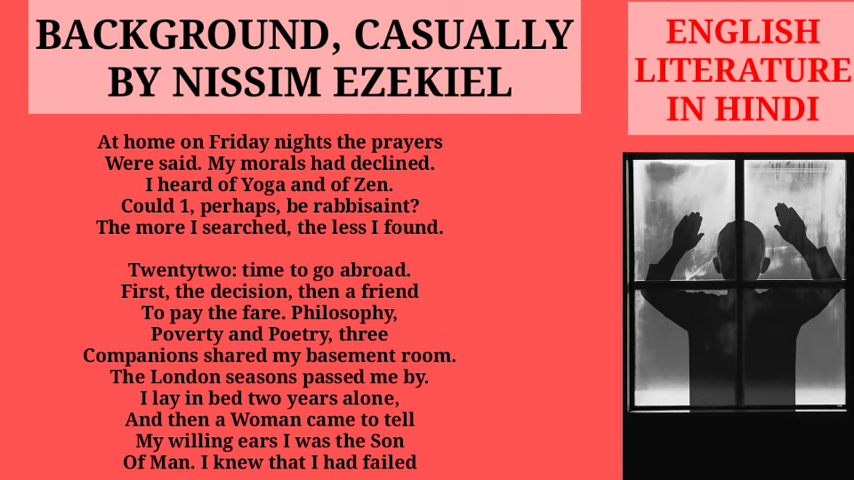 BACKGROUND, CASUALLY
BY NISSIM EZEKIEL
ENGLISH
LITERATURE
IN HINDI
At home on Friday nights the prayers
Were said. My morals had declined.
I heard of Yoga and of Zen.
Could 1, perhaps, be rabbisaint?
The more I searched, the less I found.
Twentytwo: time to go abroad.
First, the decision, then a friend
To pay the fare. Philosophy,
Poverty and Poetry, three
Companions shared my basement room.
The London seasons passed me by.
I lay in bed two years alone,
And then a Woman came to tell
My willing ears I was the Son
Of Man. I knew that I had failed